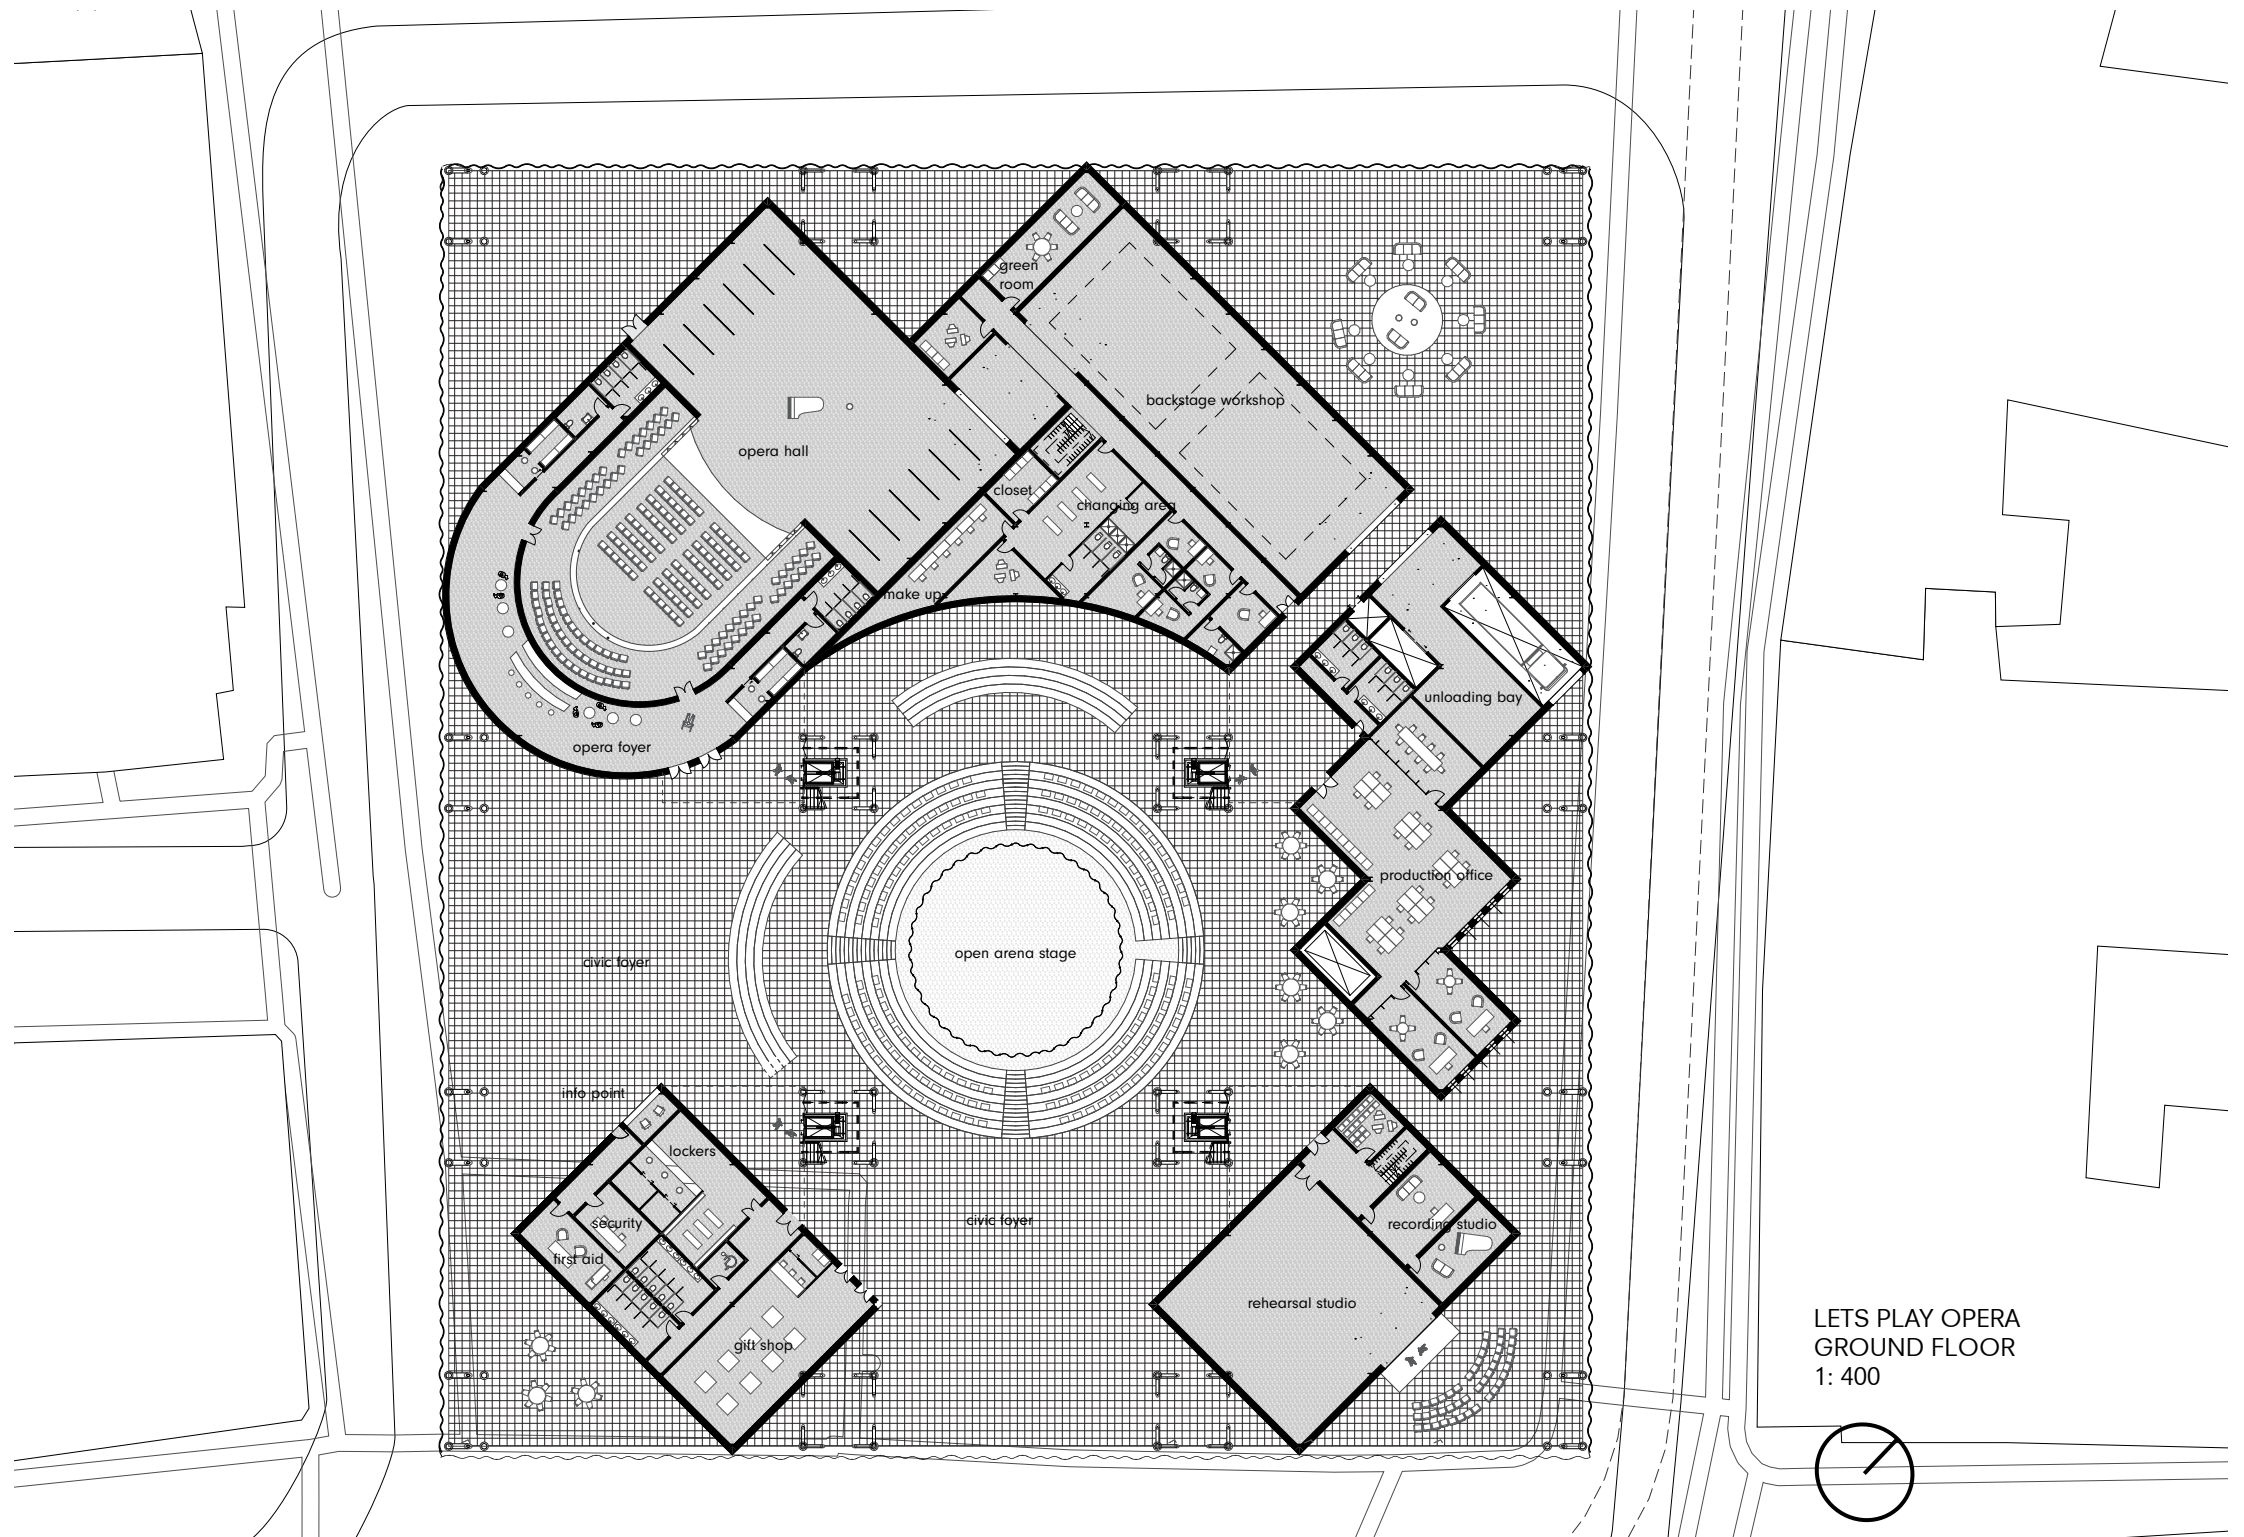 green
room
backstage workshop
opera hall
closet
changing area
make up
unloading bay
opera foyer
production office
open arena stage
civic foyer
info point
lockers
security
civic foyer
recording studio
first aid
rehearsal studio
gift shop
LETS PLAY OPERA
GROUND FLOOR
1: 400